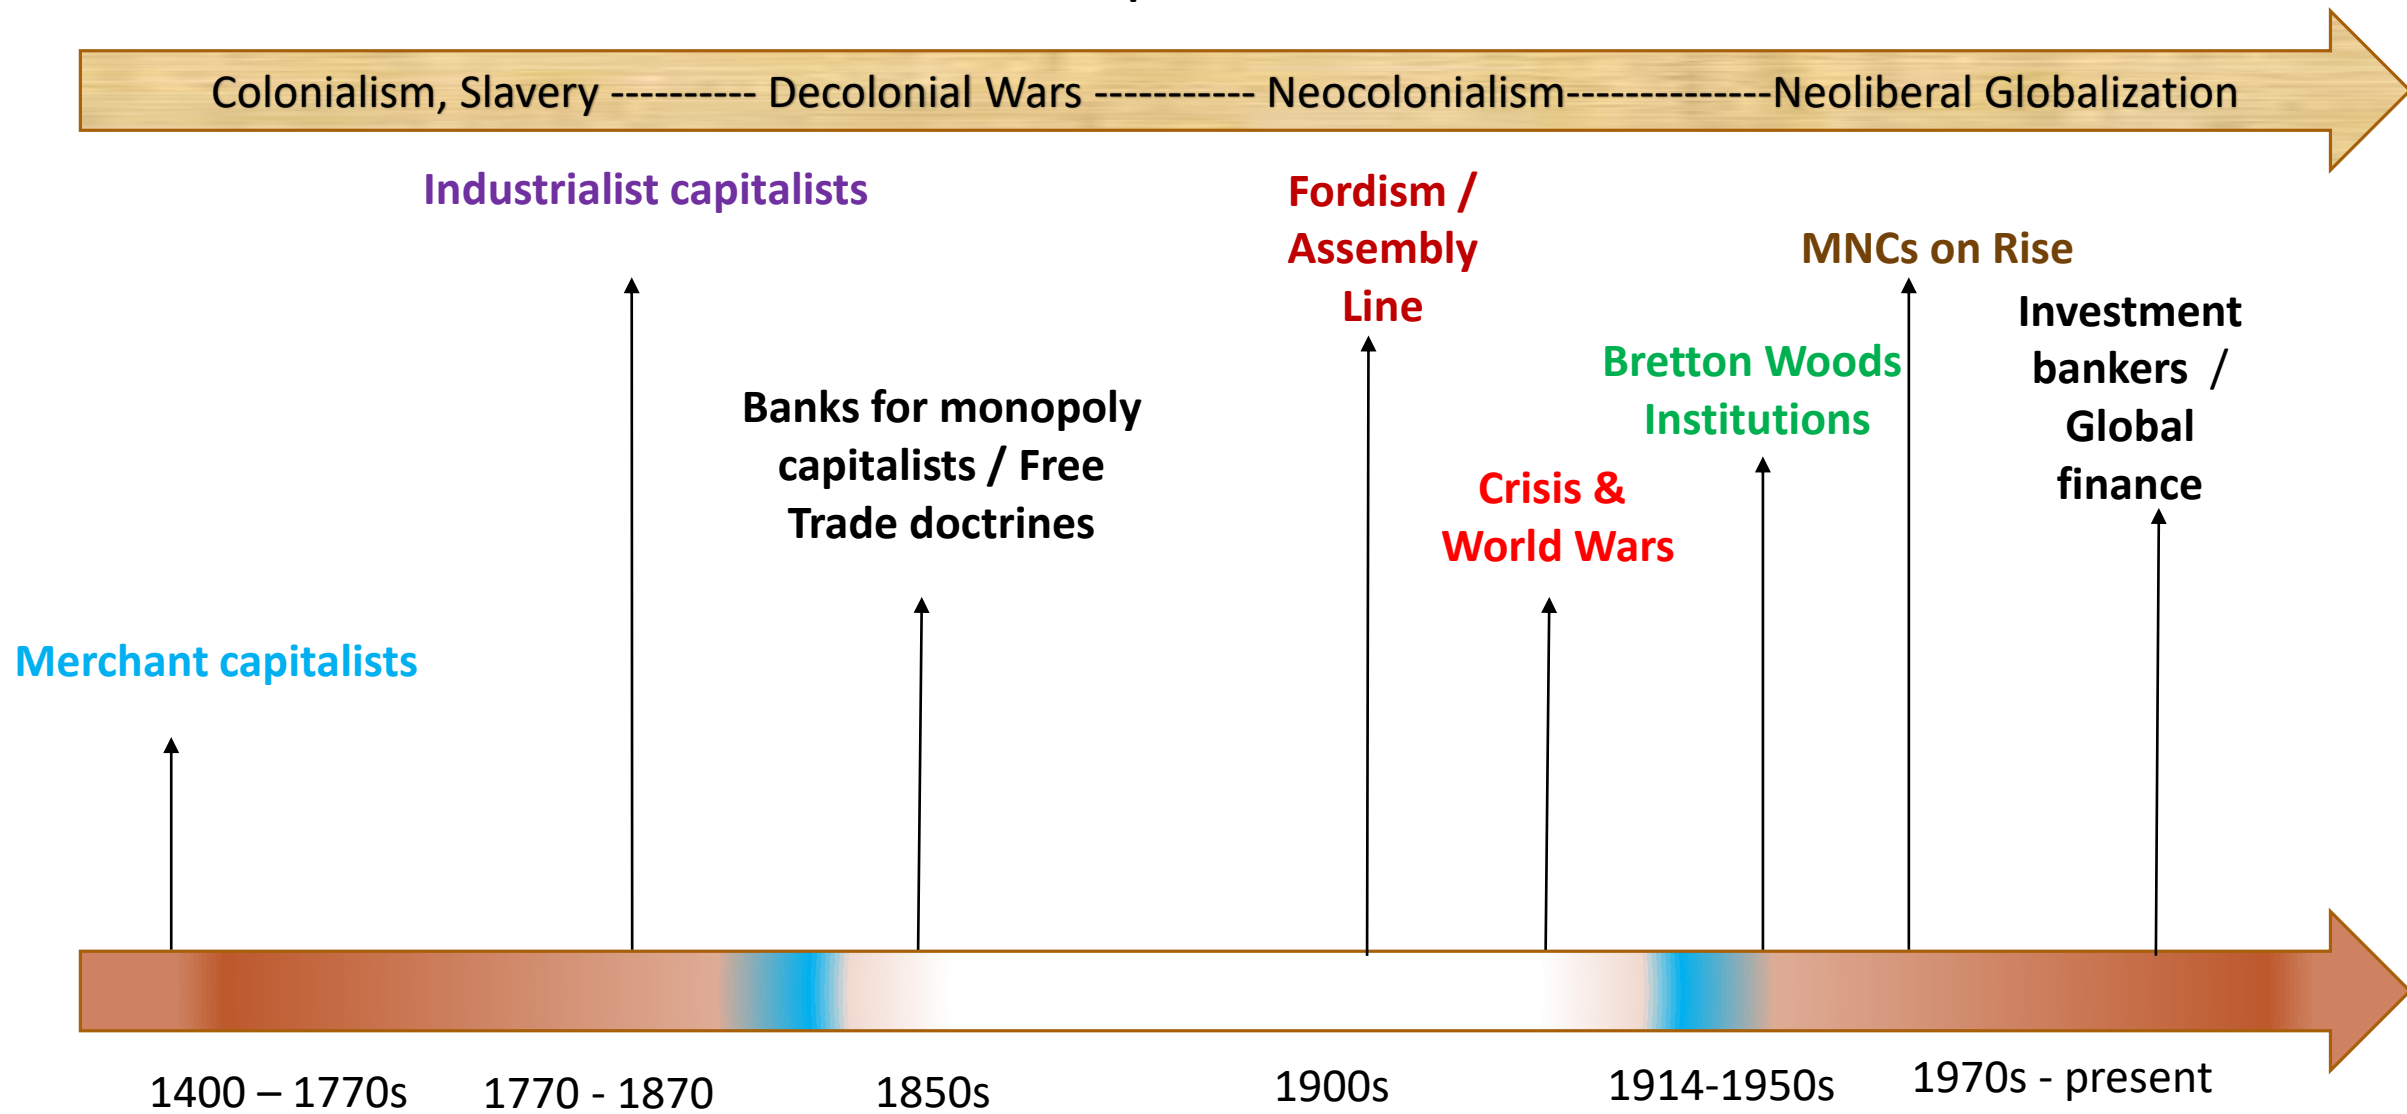 Colonialism, Slavery ---------- Decolonial Wars ----------- Neocolonialism--------------Neoliberal Globalization
Industrialist capitalists
Fordism /
Assembly
Line
MNCs on Rise
Investment
bankers /
Global
finance
Bretton Woods
Institutions
Banks for monopoly
capitalists / Free
Trade doctrines
Crisis &
World Wars
Merchant capitalists
1400 – 1770s
1770 - 1870
1850s
1900s
1914-1950s
1970s - present